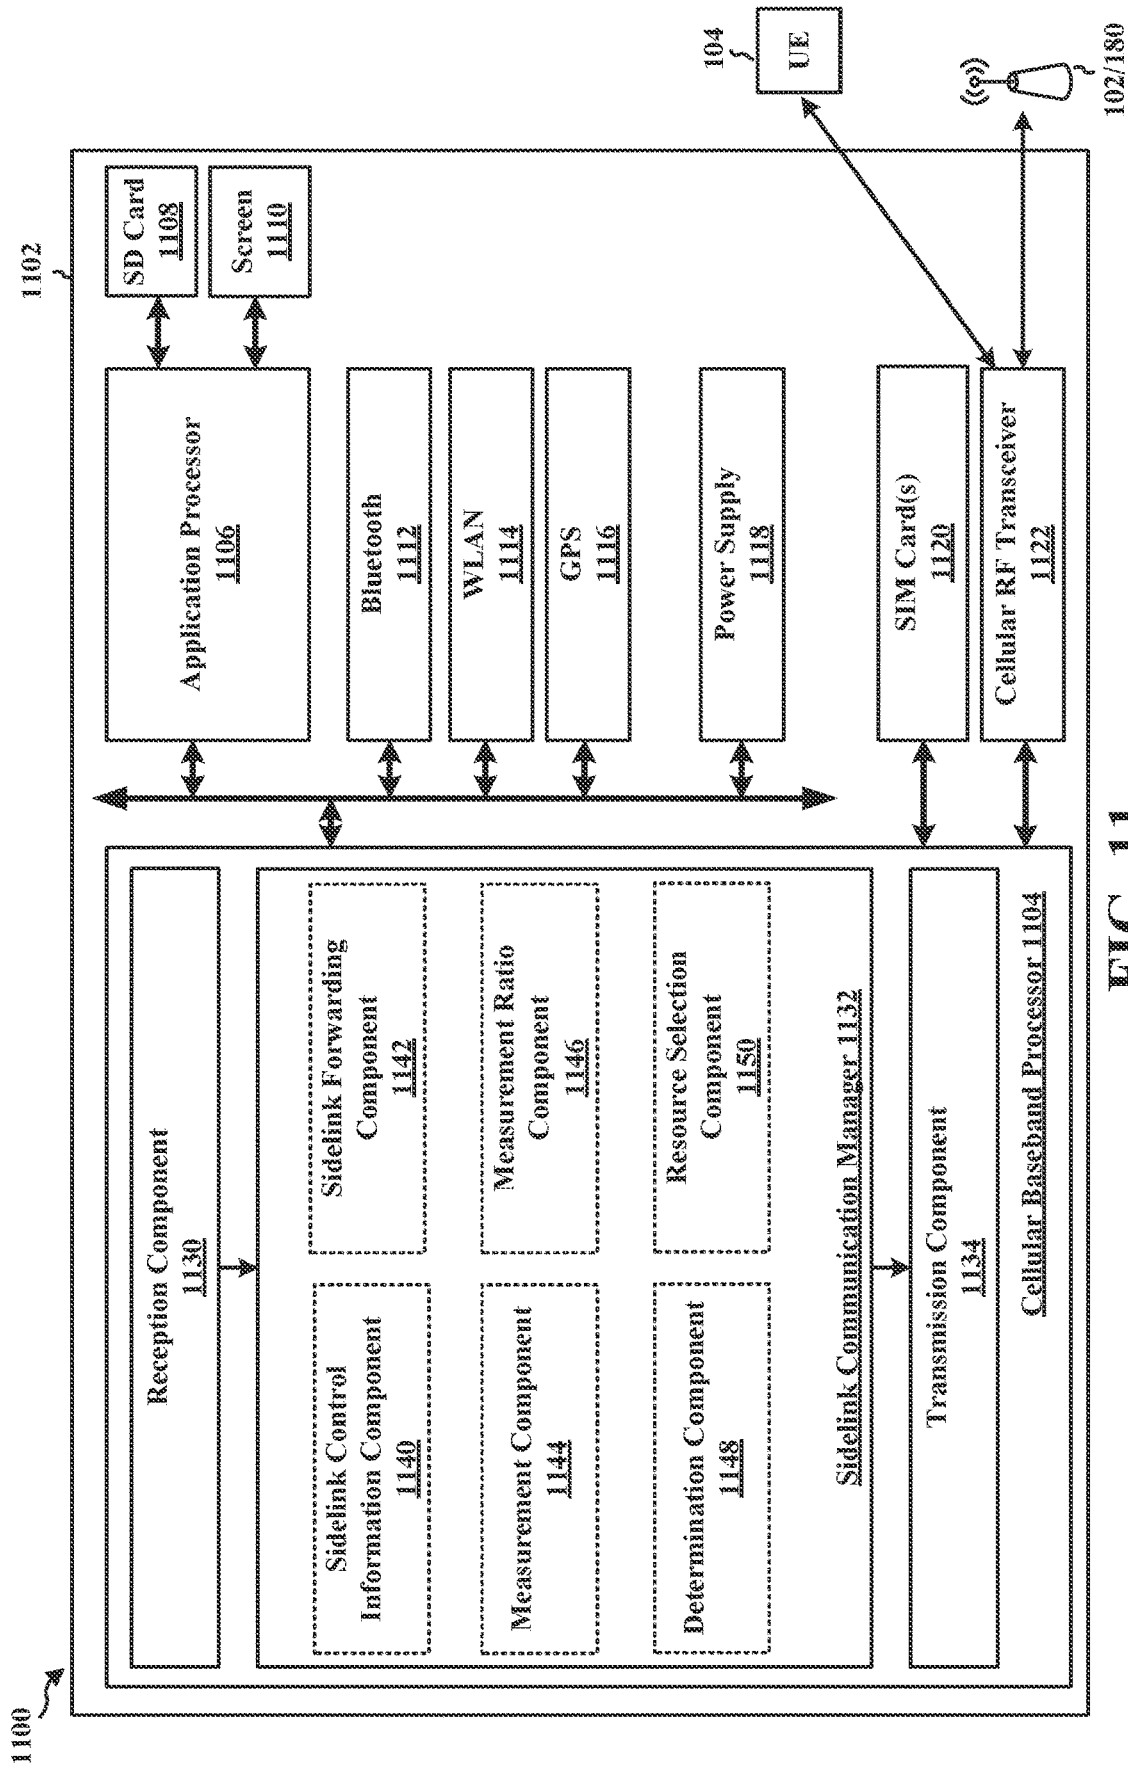 1100
1102
Reception Component
1130
Sidelink Control
Information Component
1140
Sidelink Forwarding
Component
1142
Measurement Component
1144
Measurement Ratio
Component
1146
Determination Component
1148
Resource Selection
Component
1150
Sidelink Communication Manager 1132
Transmission Component
1134
Cellular Baseband Processor 1104
Application Processor
1106
SD Card
1108
Screen
1110
Bluetooth
1112
WLAN
1114
GPS
1116
Power Supply
1118
SIM Card(s)
1120
Cellular RF Transceiver
1122
104
UE
102/180
FIG. 11